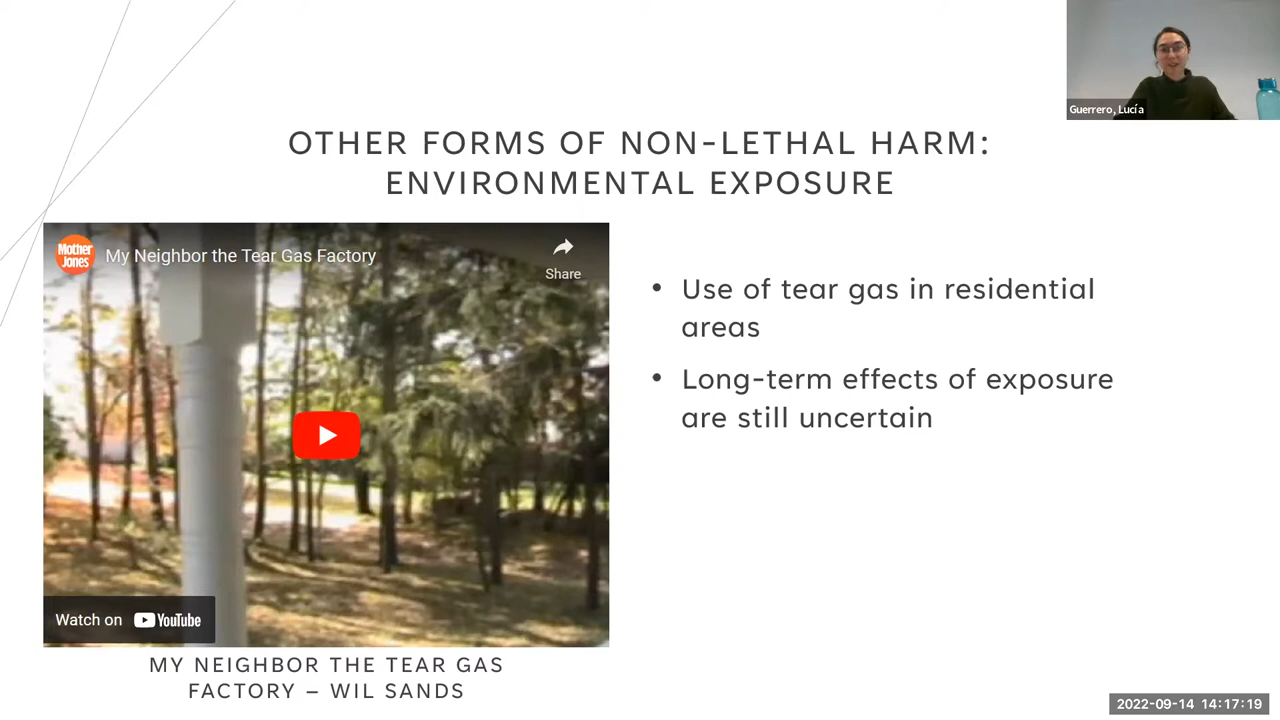 Guerrero, Lucía
OTHER FORMS OF NON-LETHAL HARM:
ENVIRONMENTAL EXPOSURE
Mother
Jones
My Neighbor the Tear Gas Factory
Share
Watch on YouTube
MY NEIGHBOR THE TEAR GAS
FACTORY – WIL SANDS
• Use of tear gas in residential
areas
• Long-term effects of exposure
are still uncertain
2022-09-14 14:17:19